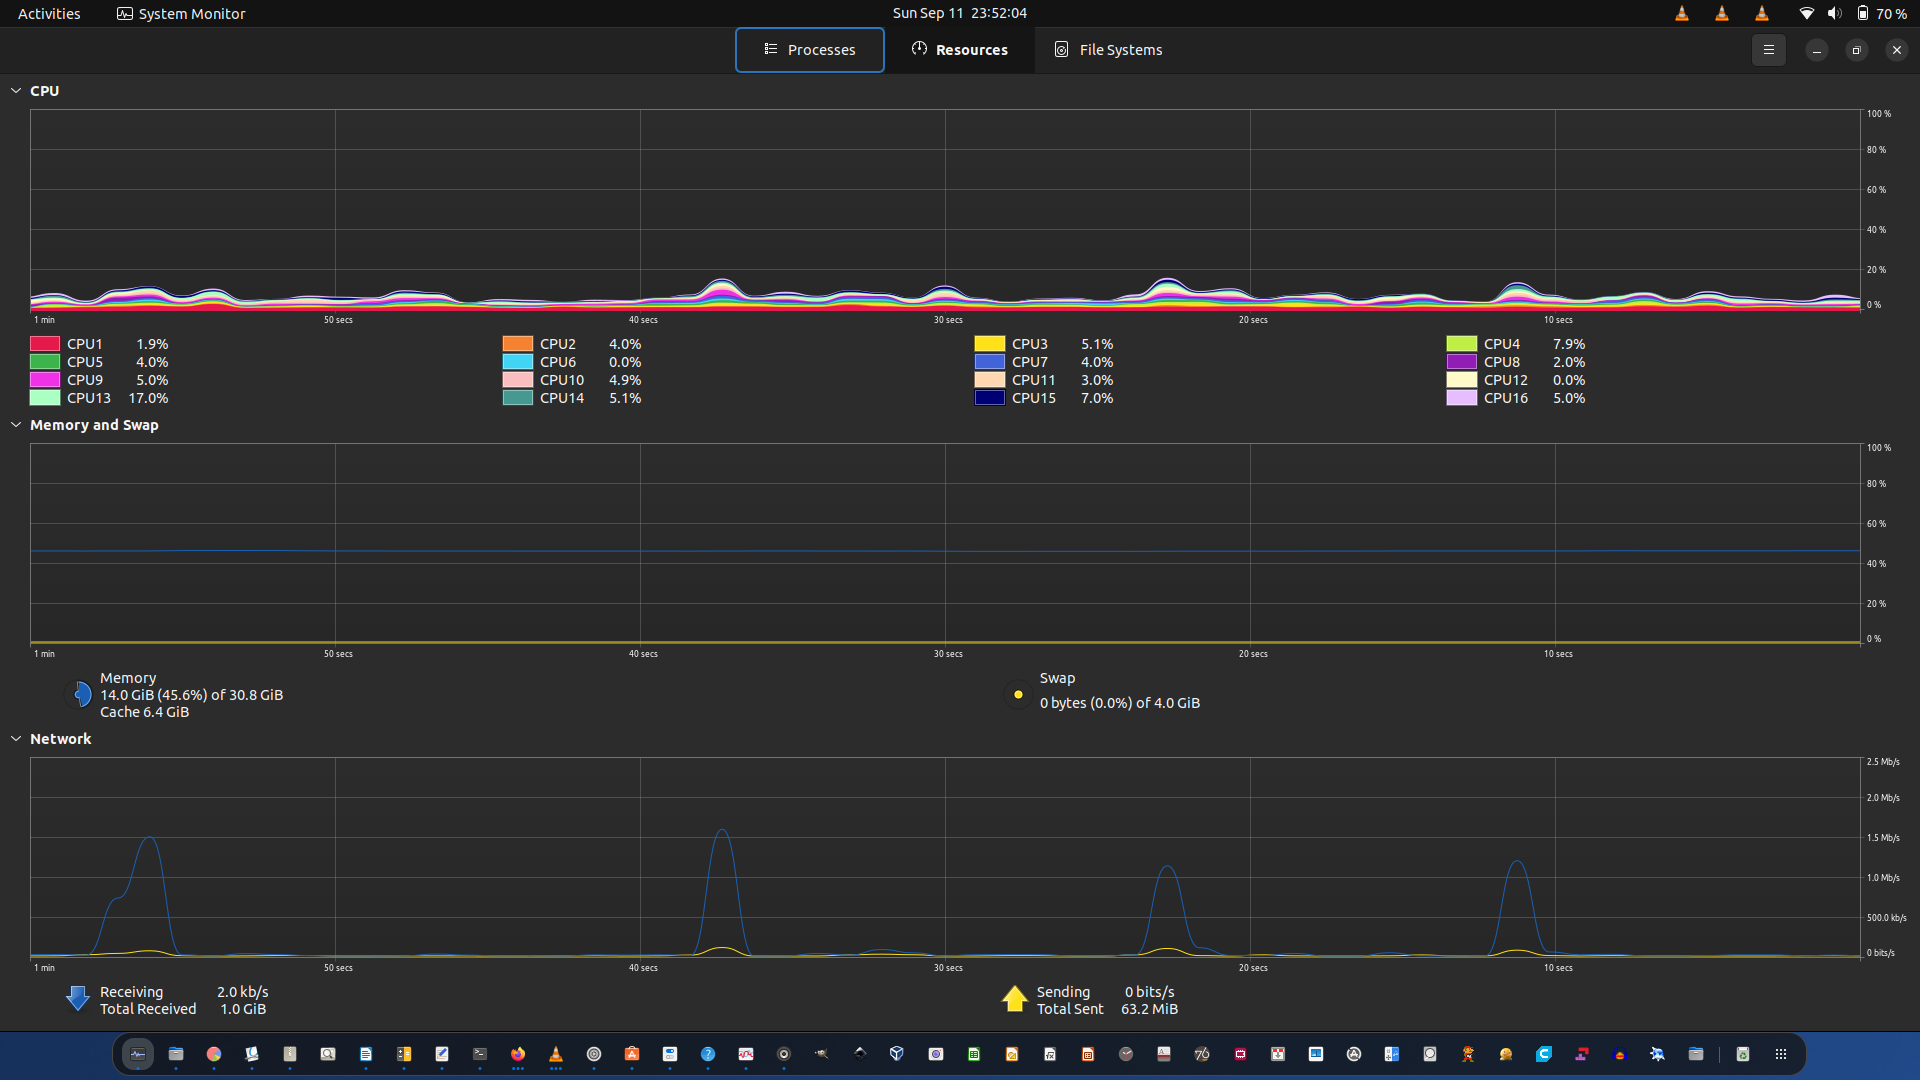 Activities System Monitor Sun Sep 11 23:52:04 70 %
Processes Resources File Systems
CPU
100 %
80 %
60 %
40 %
20 %
0 %
1 min 50 secs 40 secs 30 secs 20 secs 10 secs
CPU1 1.9% CPU2 4.0% CPU3 5.1% CPU4 7.9%
CPU5 4.0% CPU6 0.0% CPU7 4.0% CPU8 2.0%
CPU9 5.0% CPU10 4.9% CPU11 3.0% CPU12 0.0%
CPU13 17.0% CPU14 5.1% CPU15 7.0% CPU16 5.0%
Memory and Swap
100 %
80 %
60 %
40 %
20 %
0 %
1 min 50 secs 40 secs 30 secs 20 secs 10 secs
Memory
14.0 GiB (45.6%) of 30.8 GiB
Cache 6.4 GiB
Swap
0 bytes (0.0%) of 4.0 GiB
Network
2.5 Mb/s
2.0 Mb/s
1.5 Mb/s
1.0 Mb/s
500.0 kb/s
0 bits/s
1 min 50 secs 40 secs 30 secs 20 secs 10 secs
Receiving 2.0 kb/s
Total Received 1.0 GiB
Sending 0 bits/s
Total Sent 63.2 MiB